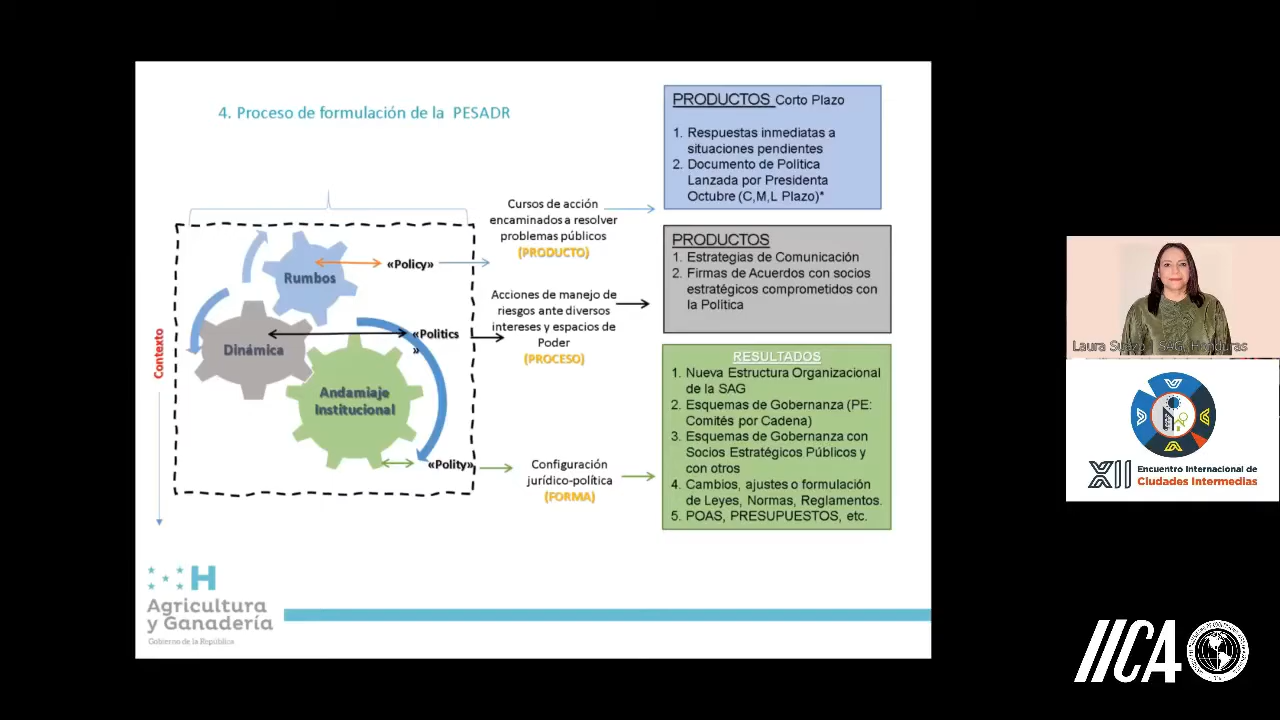 4. Proceso de formulación de la PESADR
PRODUCTOS Corto Plazo
1. Respuestas inmediatas a
situaciones pendientes
2. Documento de Política
Lanzada por Presidenta
Octubre (C,M,L Plazo)*
Cursos de acción
encaminados a resolver
problemas públicos
(PRODUCTO)
Rumbos
«Policy»
PRODUCTOS
1. Estrategias de Comunicación
2. Firmas de Acuerdos con socios
estratégicos comprometidos con
la Política
Acciones de manejo de
riesgos ante diversos
intereses y espacios de
Poder
(PROCESO)
«Politics
»
Dinámica
Contexto
Andamiaje
Institucional
RESULTADOS
1. Nueva Estructura Organizacional
de la SAG
2. Esquemas de Gobernanza (PE:
Comités por Cadena)
3. Esquemas de Gobernanza con
Socios Estratégicos Públicos y
con otros
4. Cambios, ajustes o formulación
de Leyes, Normas, Reglamentos.
5. POAS, PRESUPUESTOS, etc.
«Polity»
Configuración
jurídico-política
(FORMA)
H
Agricultura
y Ganadería
Gobierno de la República
Laura Suazo SAG, Honduras
XII Encuentro Internacional de
Ciudades Intermedias
IICA